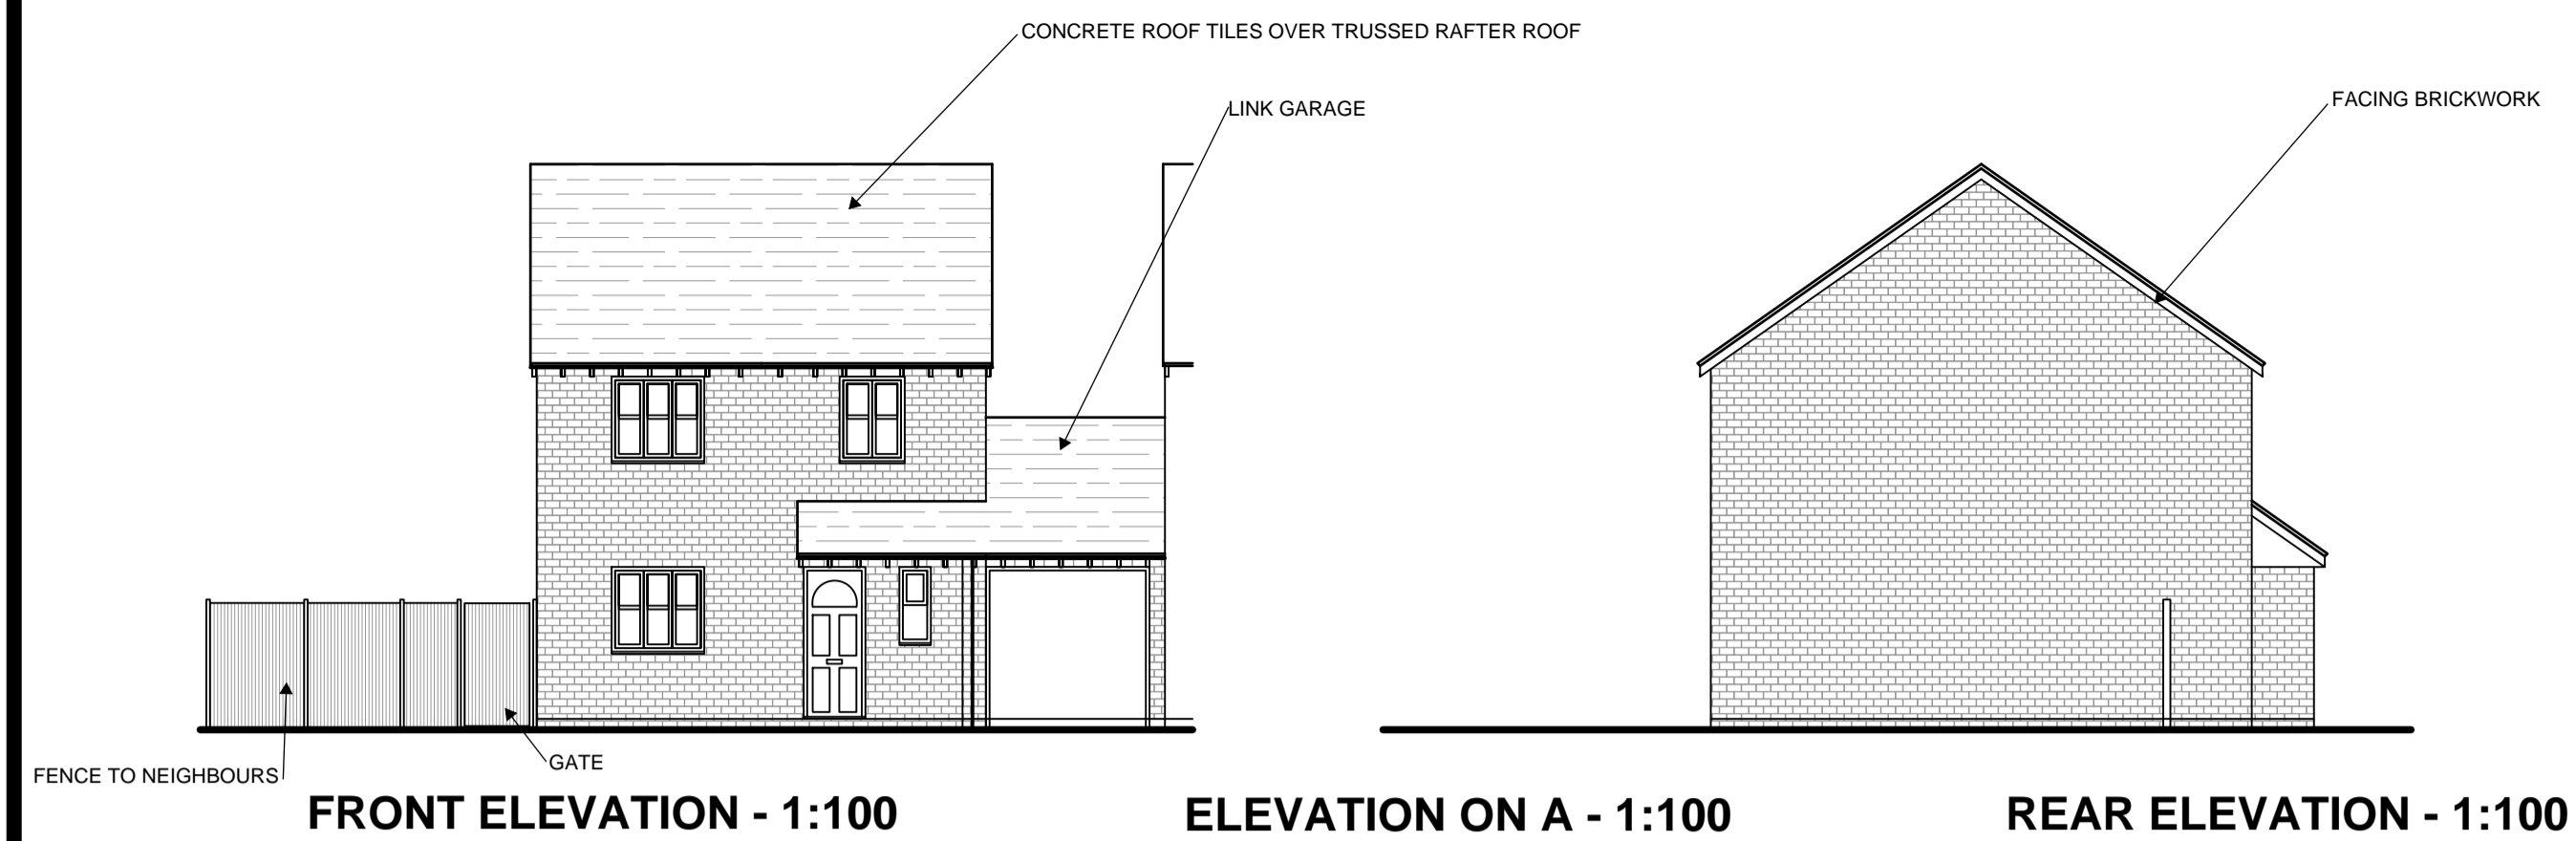 CONCRETE ROOF TILES OVER TRUSSED RAFTER ROOF
LINK GARAGE
FACING BRICKWORK
GATE
FENCE TO NEIGHBOURS
FRONT ELEVATION - 1:100
ELEVATION ON A - 1:100
REAR ELEVATION - 1:100